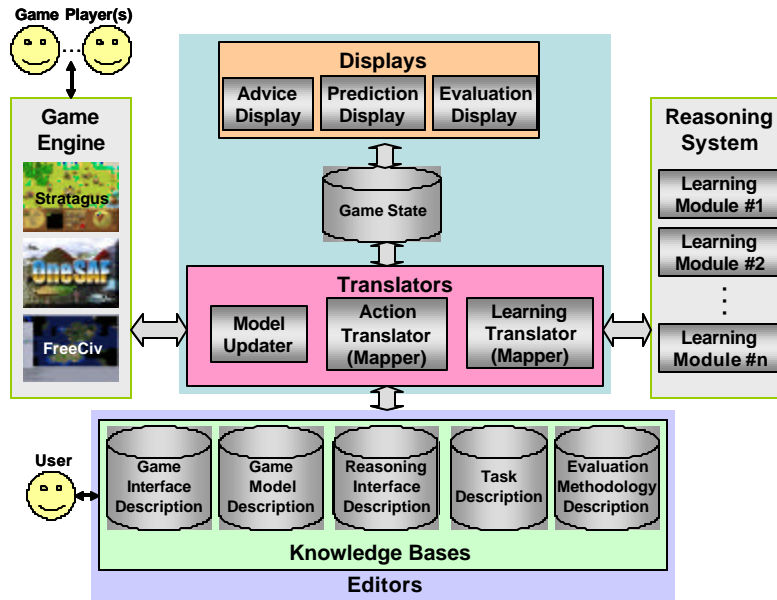 Game Player(s)
...
Game
Engine
Stratagus
OneSAF
FreeCiv
Displays
Advice
Display
Prediction
Display
Evaluation
Display
Game State
Translators
Model
Updater
Action
Translator
(Mapper)
Learning
Translator
(Mapper)
Reasoning
System
Learning
Module #1
Learning
Module #2
Learning
Module #n
User
Game
Interface
Description
Game
Model
Description
Reasoning
Interface
Description
Task
Description
Evaluation
Methodology
Description
Knowledge Bases
Editors